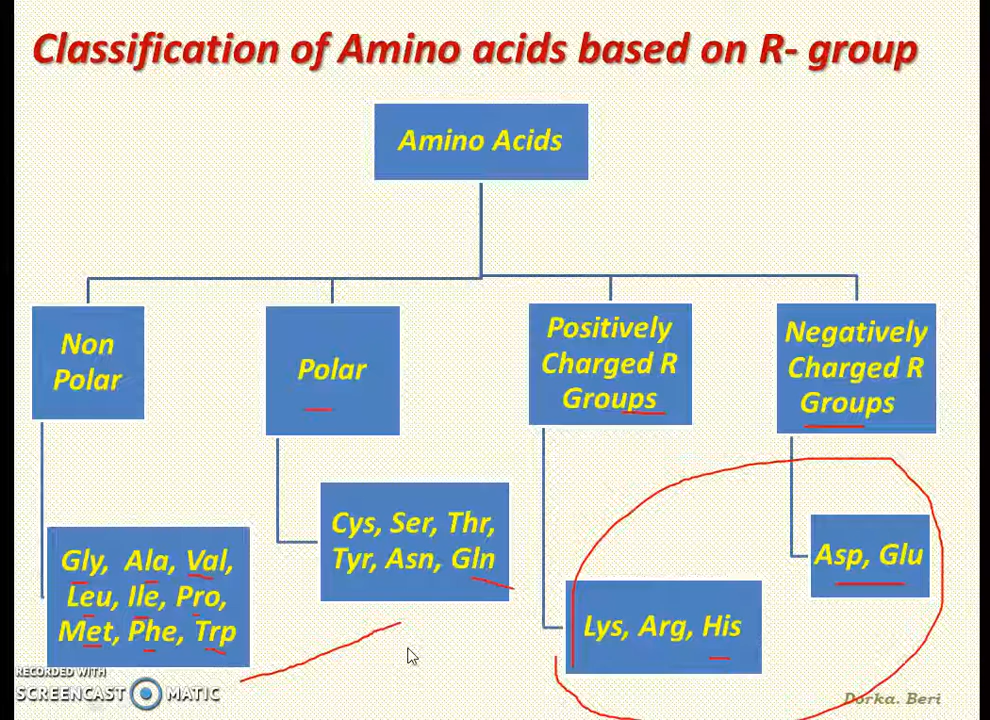 Classification of Amino acids based on R- group
Amino Acids
Non
Polar
Polar
Positively
Charged R
Groups
Negatively
Charged R
Groups
Gly, Ala, Val,
Leu, Ile, Pro,
Met, Phe, Trp
Cys, Ser, Thr,
Tyr, Asn, Gln
Lys, Arg, His
Asp, Glu
RECORDED WITH
SCREENCAST MATIC
Dorka. Beri